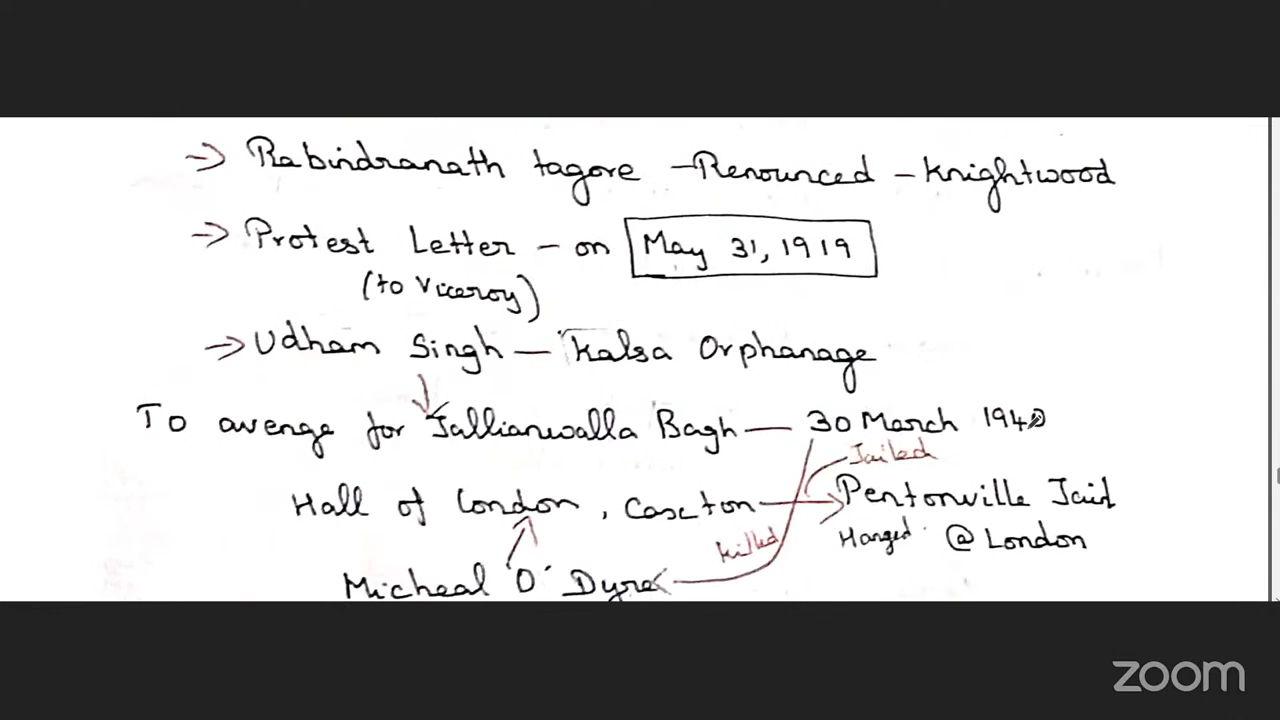 → Rabindranath tagore - Renounced - Knightwood
→ Protest Letter - on May 31, 1919
(to Viceroy)
→ Udham Singh — Kalsa Orphanage
To avenge for Jallianwalla Bagh — 30 March 1940
Jailed
Hall of London, Caxton → Pentonville Jail
killed Hanged @ London
Micheal 'O' Dyre
zoom